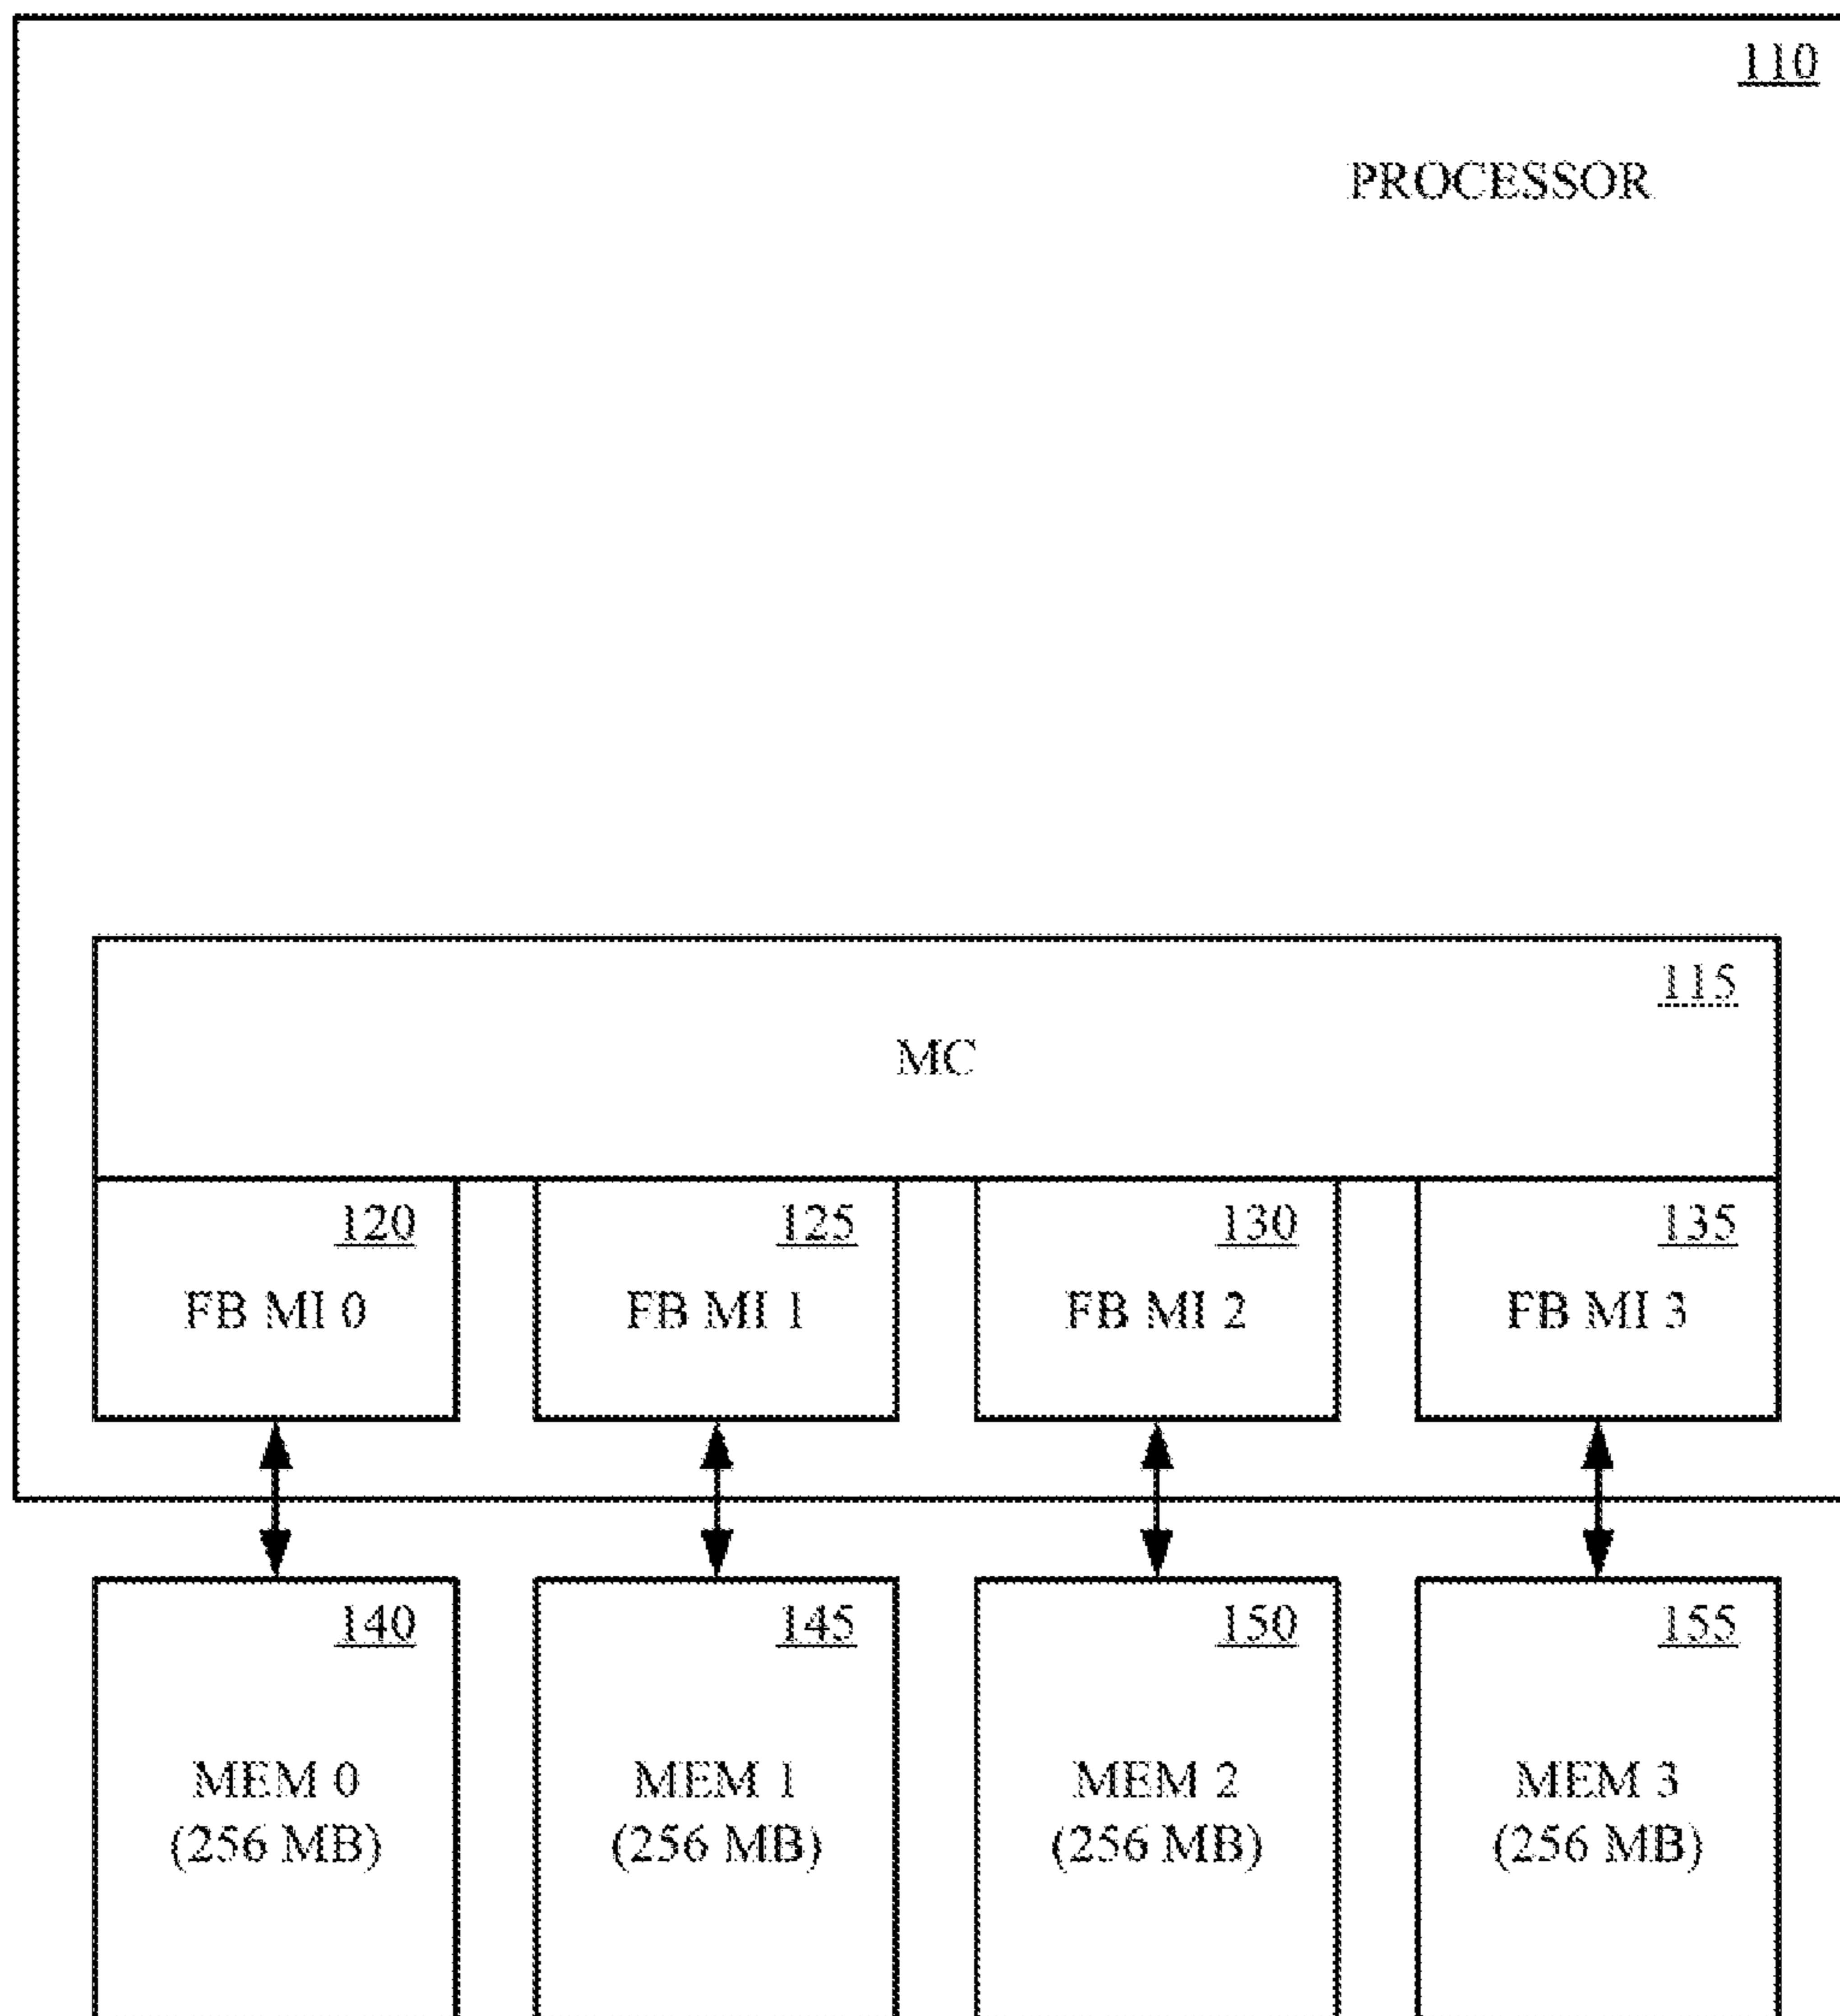 110
PROCESSOR
115
MC
120
FB MI 0
125
FB MI 1
130
FB MI 2
135
FB MI 3
140
MEM 0
(256 MB)
145
MEM 1
(256 MB)
150
MEM 2
(256 MB)
155
MEM 3
(256 MB)